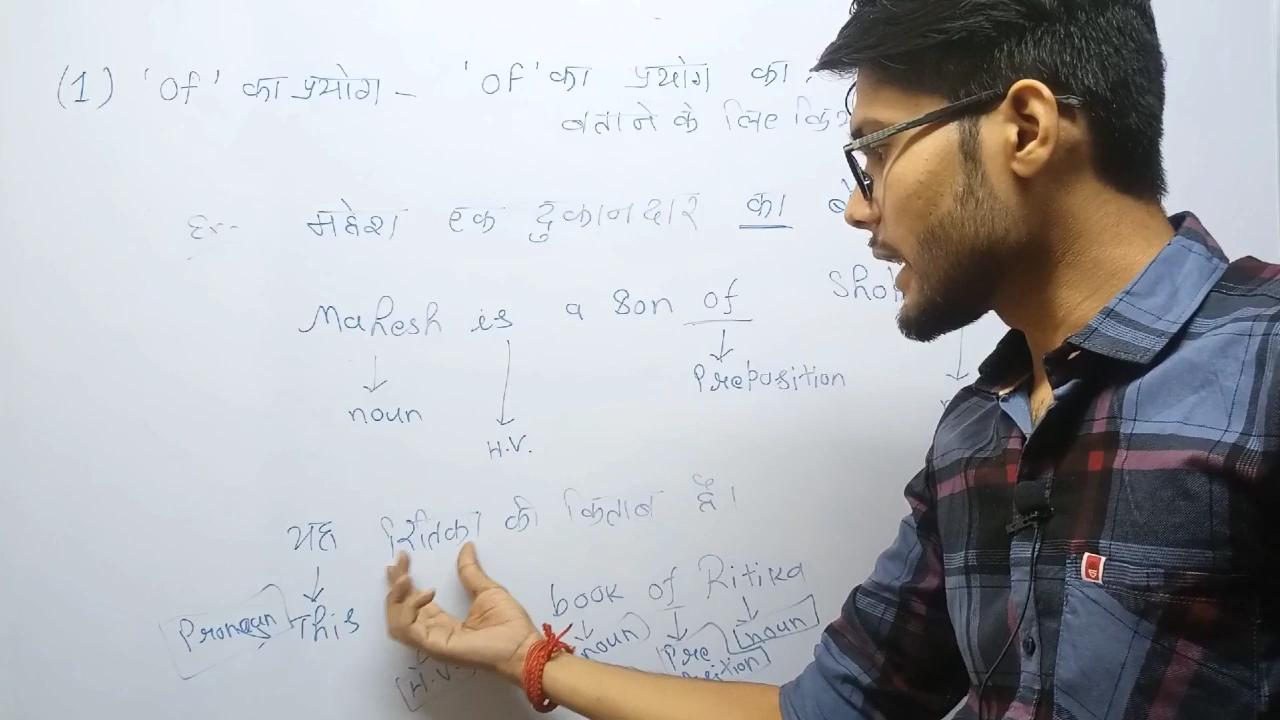 (1) 'of' का प्रयोग – 'of' का प्रयोग का
बताने के लिए
Ex- महेश एक दुकानदार का
Mahesh is a son of
noun H.V. Preposition
यह रितिका की किताब है।
This book of Ritika
Pronoun H.V. noun Preposition noun